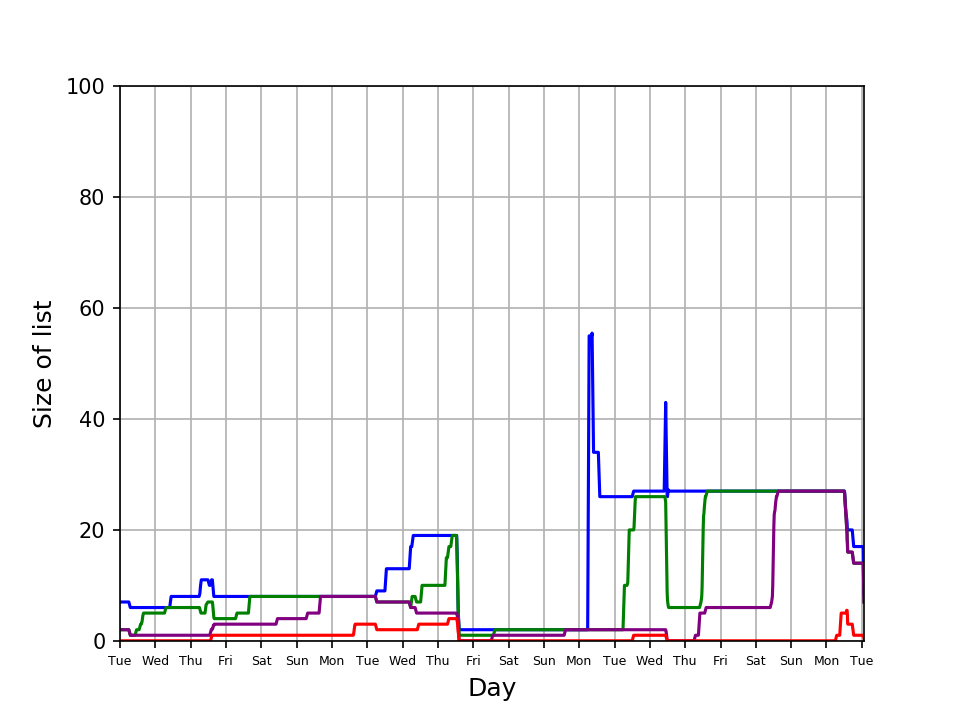 100
80
60
40
20
0
Size of list
Tue Wed Thu Fri Sat Sun Mon Tue Wed Thu Fri Sat Sun Mon Tue Wed Thu Fri Sat Sun Mon Tue
Day